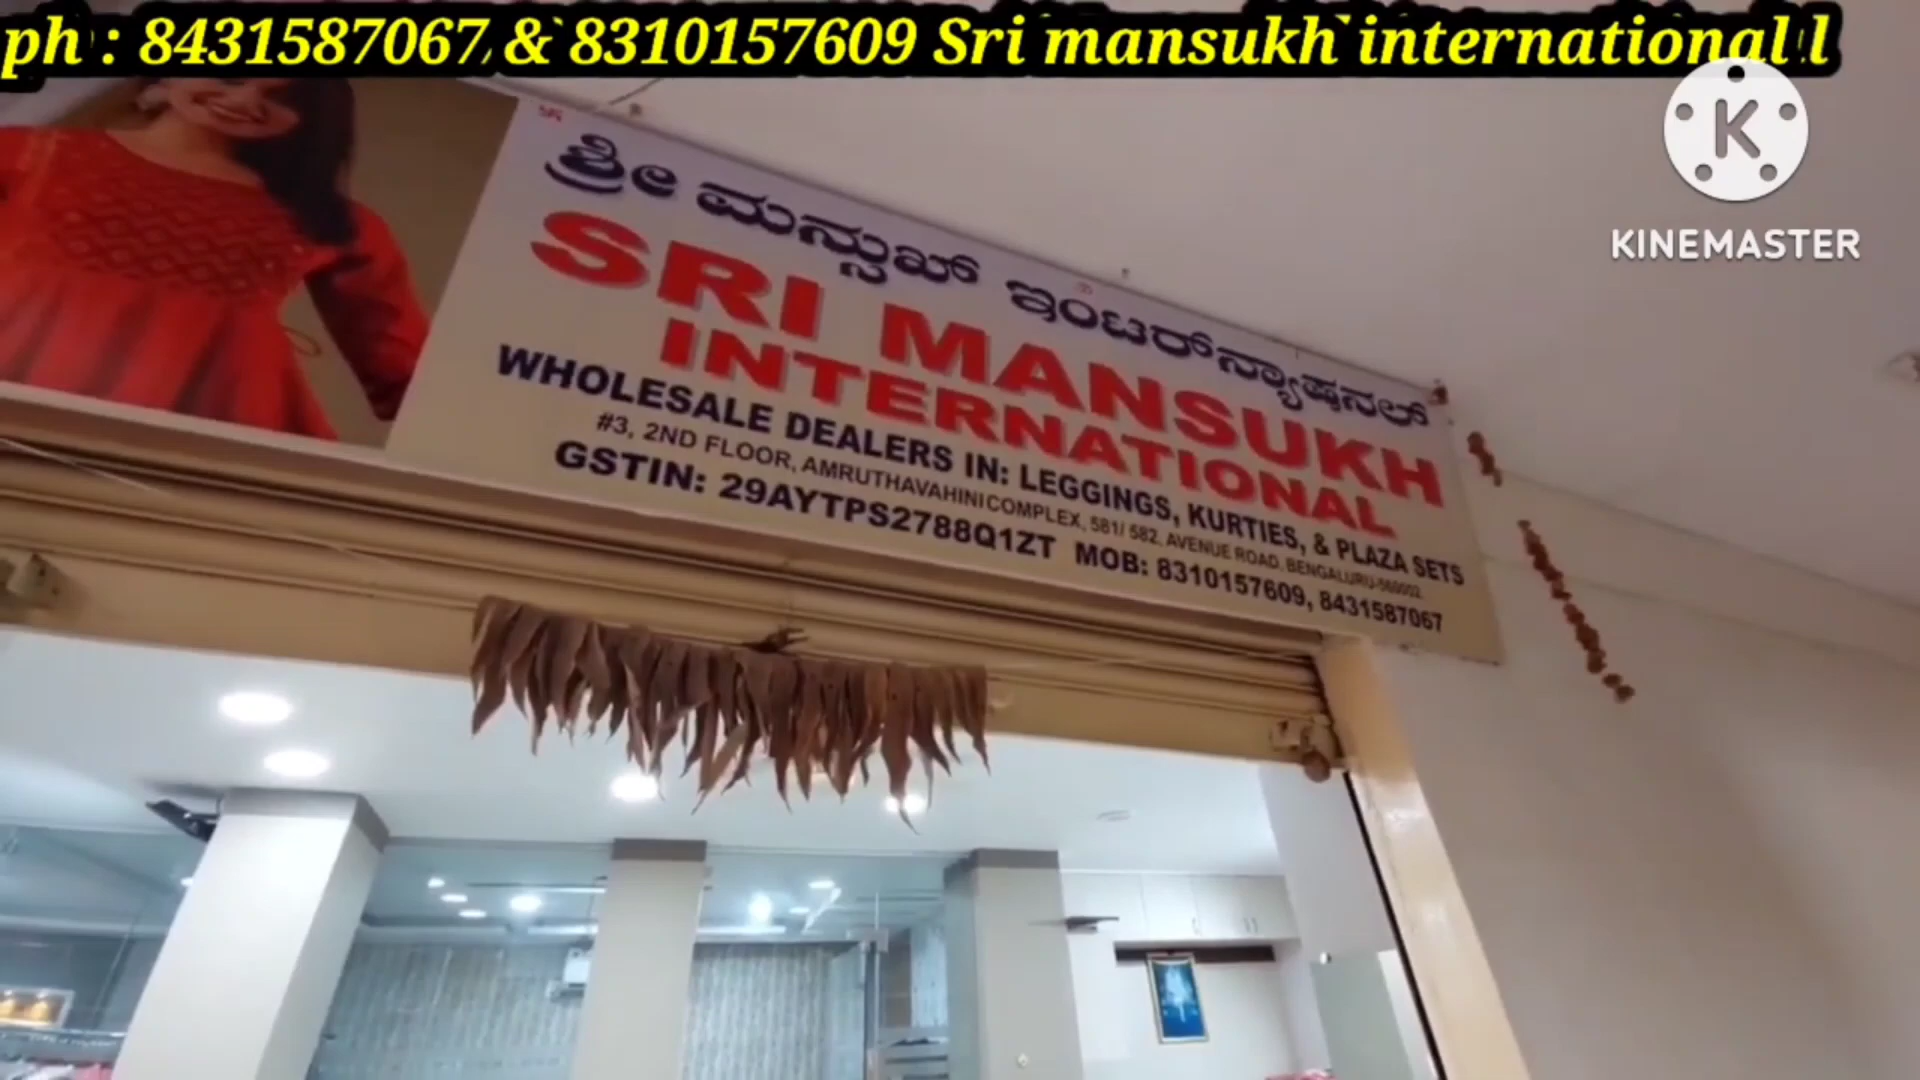 ph : 8431587067 & 8310157609 Sri mansukh international l
KINEMASTER
ಶ್ರೀ ಮನ್ಸುಖ್ ಇಂಟರ್‌ನ್ಯಾಷನಲ್
SRI MANSUKH
INTERNATIONAL
WHOLESALE DEALERS IN: LEGGINGS, KURTIES, & PLAZA SETS
#3, 2ND FLOOR, AMRUTHAVAHINI COMPLEX, 581/ 582, AVENUE ROAD, BENGALURU-560002.
GSTIN: 29AYTPS2788Q1ZT MOB: 8310157609, 8431587067